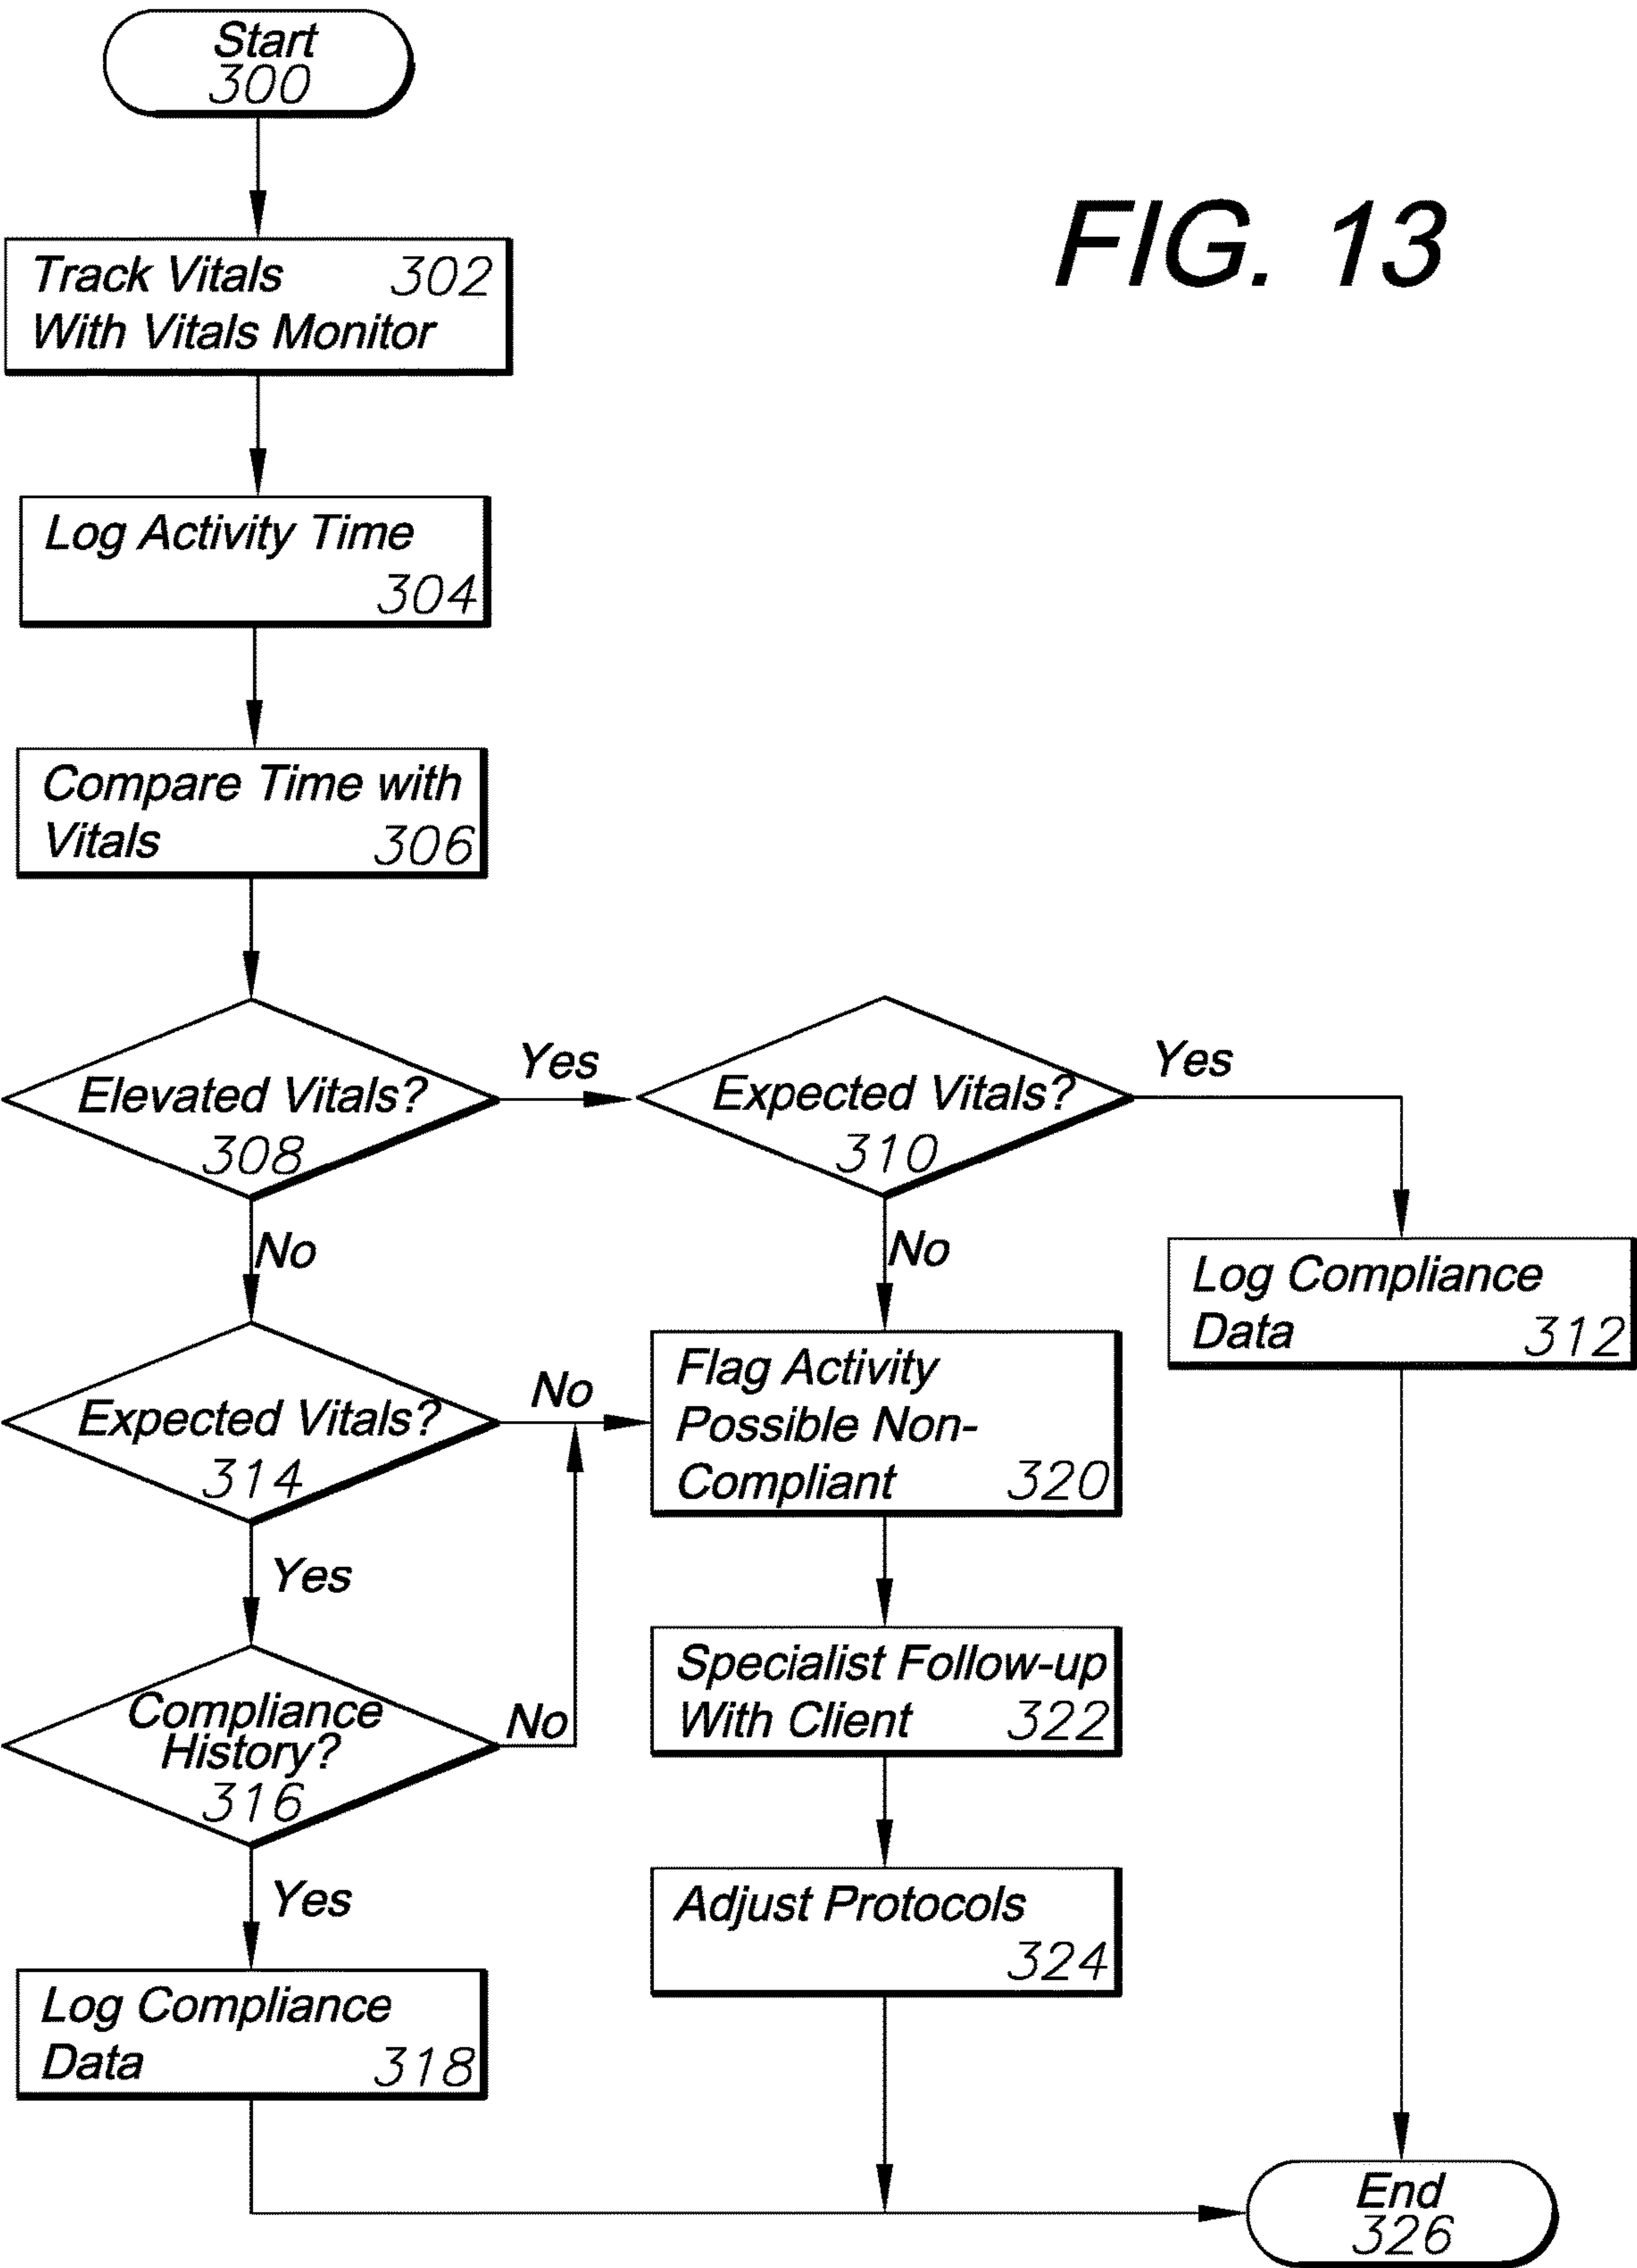 Start
300
FIG. 13
Track Vitals 302
With Vitals Monitor
Log Activity Time
304
Compare Time with
Vitals 306
Elevated Vitals?
308
Yes
No
Expected Vitals?
310
Yes
No
Log Compliance
Data 312
Expected Vitals?
314
No
Yes
Flag Activity
Possible Non-
Compliant 320
Compliance
History?
316
No
Yes
Specialist Follow-up
With Client 322
Adjust Protocols
324
Log Compliance
Data 318
End
326